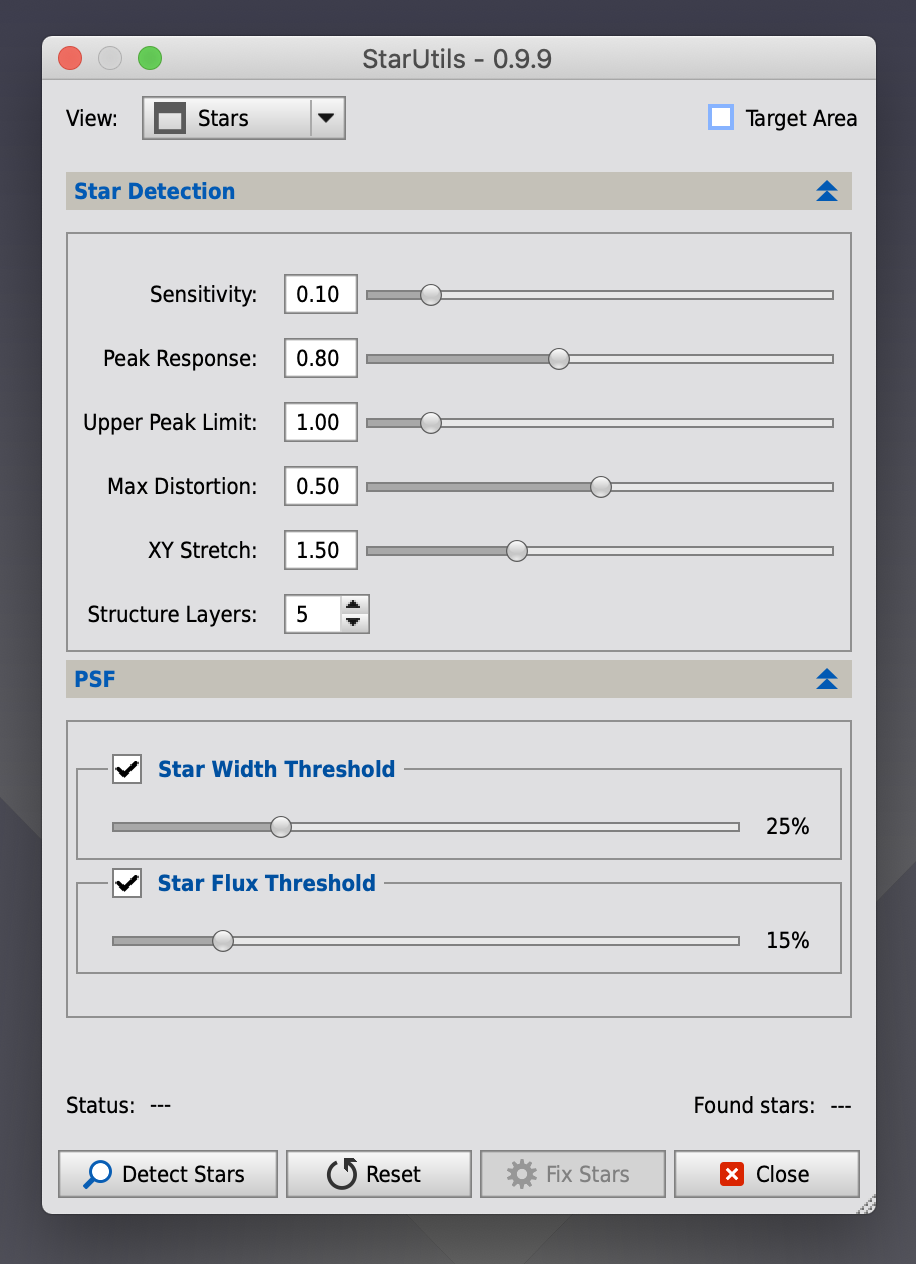 StarUtils - 0.9.9
View: Stars Target Area
Star Detection
Sensitivity: 0.10
Peak Response: 0.80
Upper Peak Limit: 1.00
Max Distortion: 0.50
XY Stretch: 1.50
Structure Layers: 5
PSF
Star Width Threshold
25%
Star Flux Threshold
15%
Status: --- Found stars: ---
Detect Stars Reset Fix Stars Close